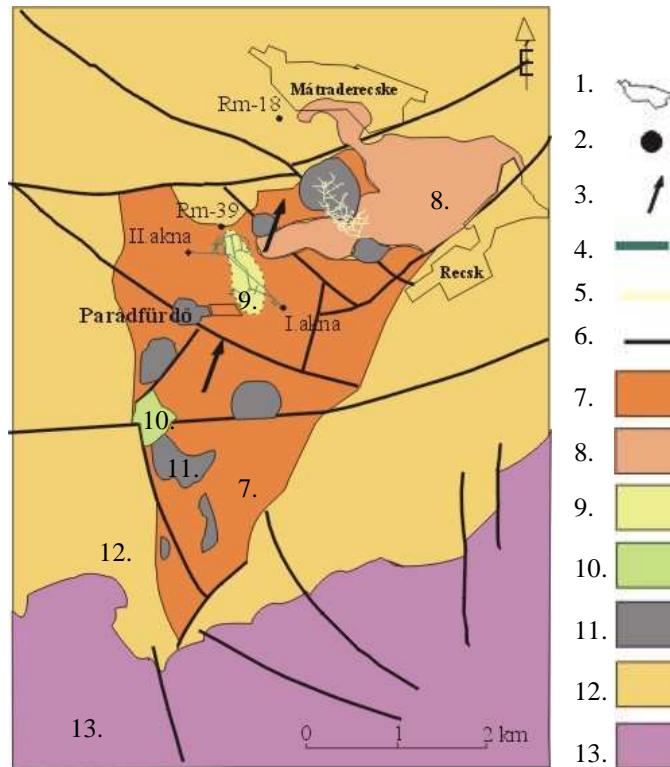 É
Mátraderecske
Rm-18
8.
Rm-39
II.akna
Recsk
9.
Paradfürdő
I.akna
10.
11.
7.
12.
13.
0 1 2 km
1.
2.
3.
4.
5.
6.
7.
8.
9.
10.
11.
12.
13.